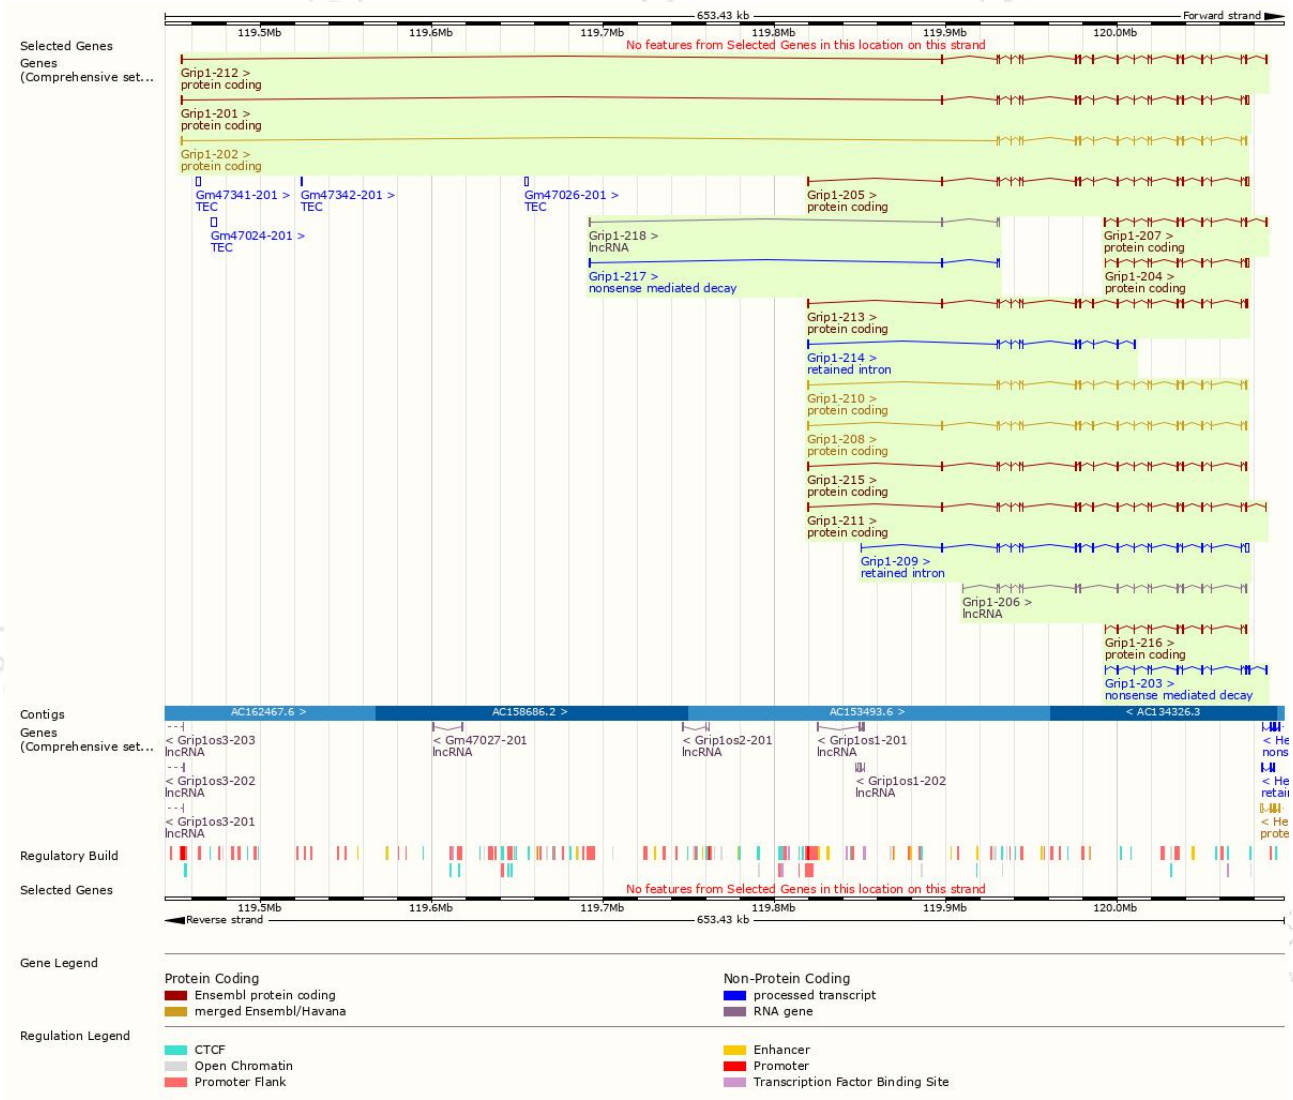 653.43 kb Forward strand
119.5Mb 119.6Mb 119.7Mb 119.8Mb 119.9Mb 120.0Mb
Selected Genes No features from Selected Genes in this location on this strand
Genes
(Comprehensive set...
Grip1-212 >
protein coding
Grip1-201 >
protein coding
Grip1-202 >
protein coding
Gm47341-201 > Gm47342-201 > Gm47026-201 > Grip1-205 >
TEC TEC TEC protein coding
Gm47024-201 > Grip1-218 > Grip1-207 >
TEC lncRNA protein coding
Grip1-217 > Grip1-204 >
nonsense mediated decay protein coding
Grip1-213 >
protein coding
Grip1-214 >
retained intron
Grip1-210 >
protein coding
Grip1-208 >
protein coding
Grip1-215 >
protein coding
Grip1-211 >
protein coding
Grip1-209 >
retained intron
Grip1-206 >
lncRNA
Grip1-216 >
protein coding
Grip1-203 >
nonsense mediated decay
Contigs AC162467.6 > AC158686.2 > AC153493.6 > < AC134326.3
Genes
(Comprehensive set...
< Grip1os3-203 < Gm47027-201 < Grip1os2-201 < Grip1os1-201 < He
lncRNA lncRNA lncRNA lncRNA nons
< Grip1os3-202 < Grip1os1-202 < He
lncRNA lncRNA retai
< Grip1os3-201 < He
lncRNA prote
Regulatory Build
Selected Genes No features from Selected Genes in this location on this strand
119.5Mb 119.6Mb 119.7Mb 119.8Mb 119.9Mb 120.0Mb
Reverse strand 653.43 kb
Gene Legend
Protein Coding Non-Protein Coding
Ensembl protein coding processed transcript
merged Ensembl/Havana RNA gene
Regulation Legend
CTCF Enhancer
Open Chromatin Promoter
Promoter Flank Transcription Factor Binding Site